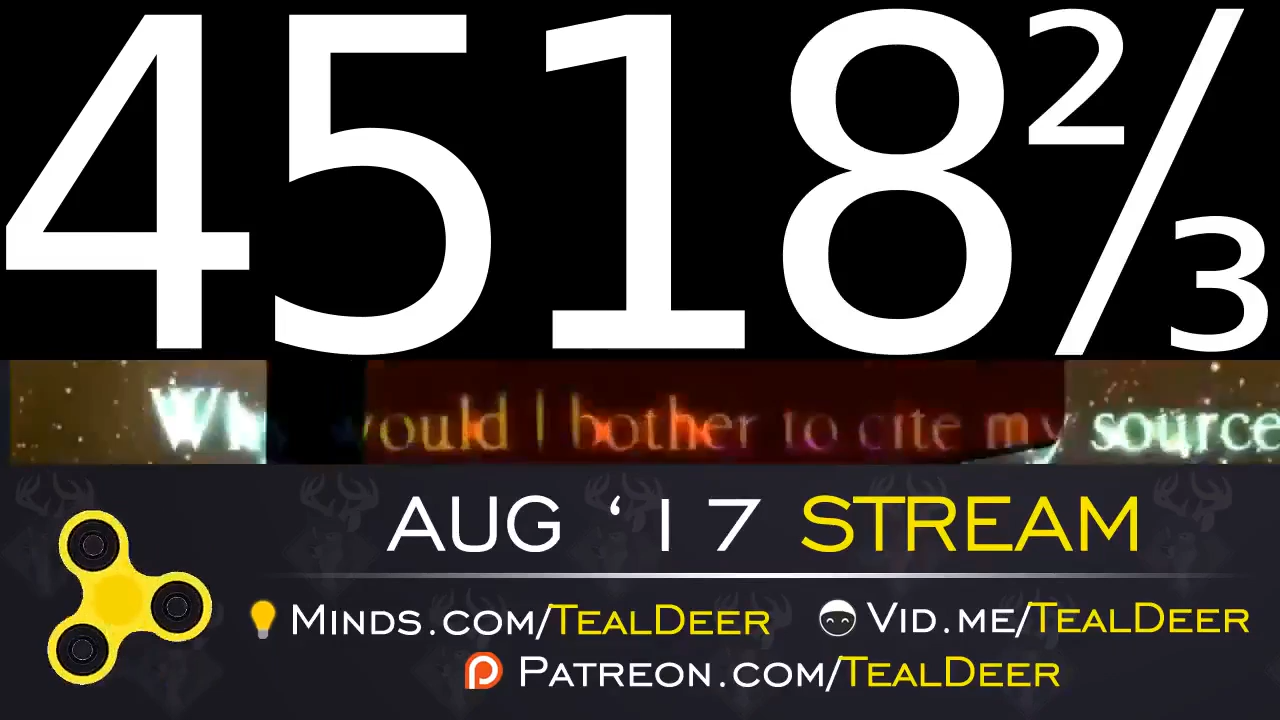 4518⅔
would I bother to cite my source
AUG ‘17 STREAM
MINDS.COM/TEALDEER
VID.ME/TEALDEER
PATREON.COM/TEALDEER